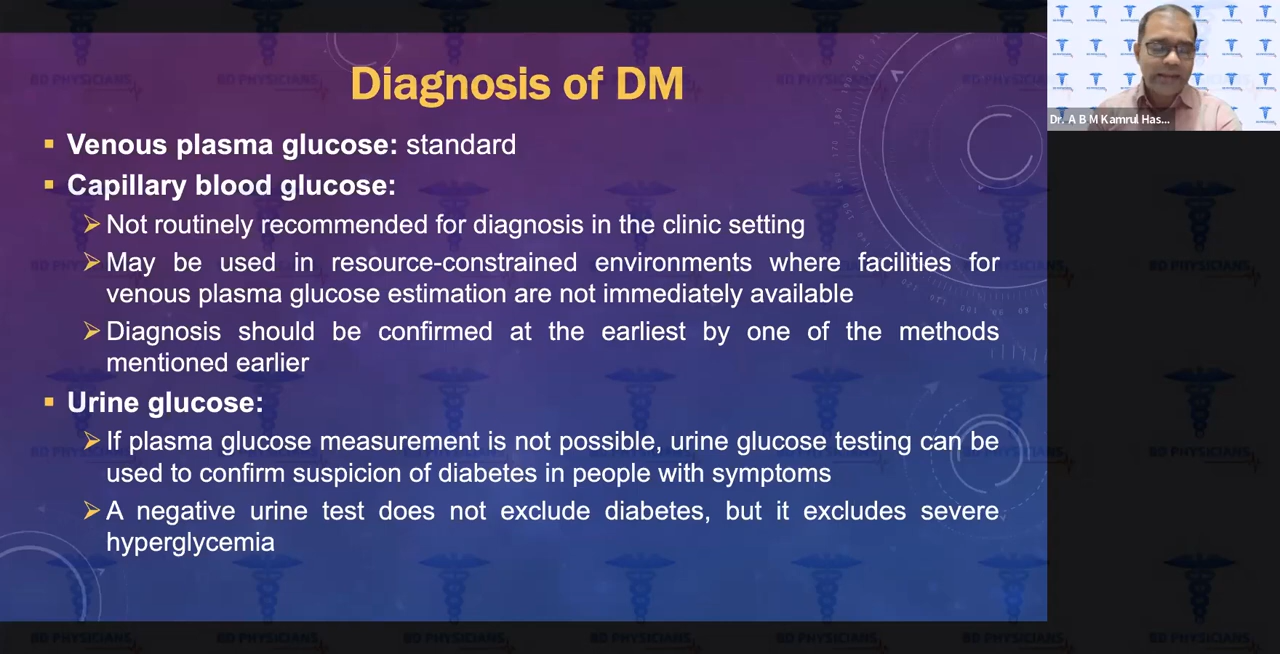 Diagnosis of DM
▪ Venous plasma glucose: standard
▪ Capillary blood glucose:
➢ Not routinely recommended for diagnosis in the clinic setting
➢ May be used in resource-constrained environments where facilities for
venous plasma glucose estimation are not immediately available
➢ Diagnosis should be confirmed at the earliest by one of the methods
mentioned earlier
▪ Urine glucose:
➢ If plasma glucose measurement is not possible, urine glucose testing can be
used to confirm suspicion of diabetes in people with symptoms
➢ A negative urine test does not exclude diabetes, but it excludes severe
hyperglycemia
Dr. A B M Kamrul Has...
BD PHYSICIANS